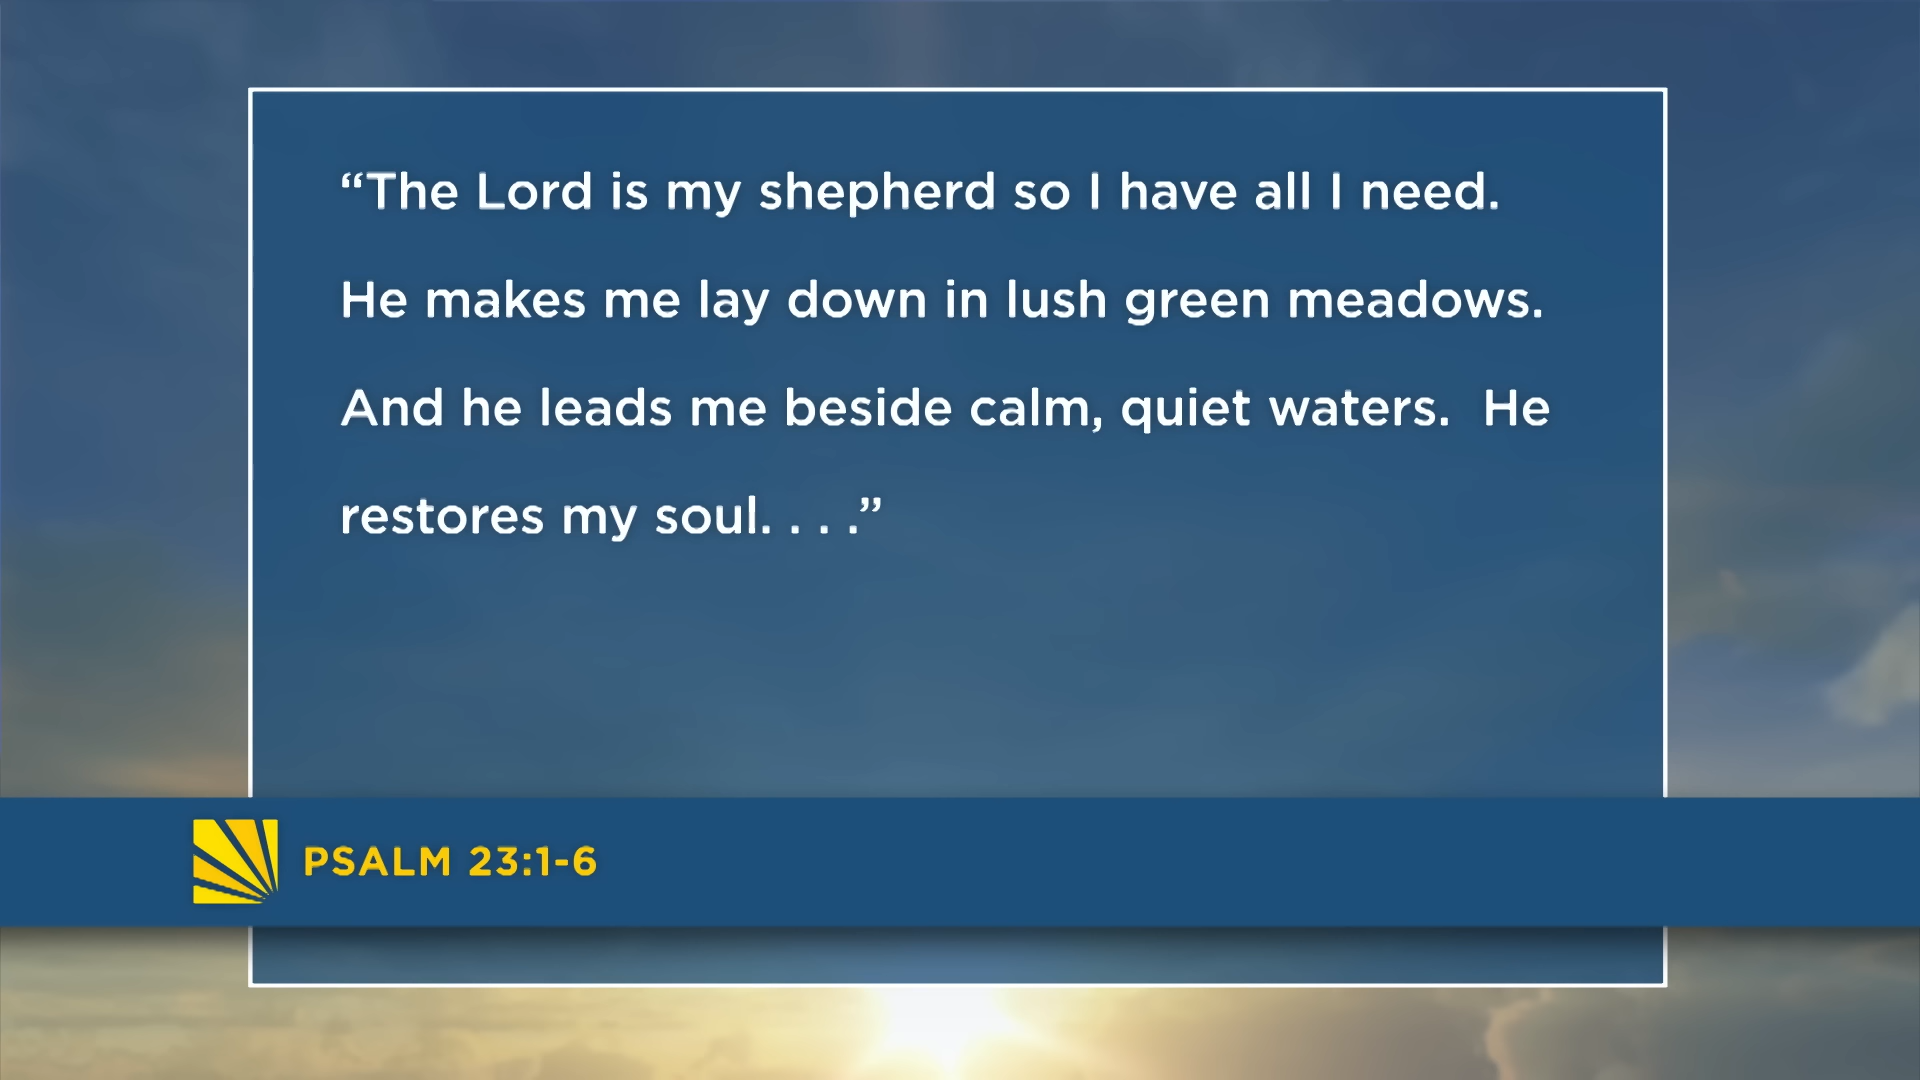 “The Lord is my shepherd so I have all I need.
He makes me lay down in lush green meadows.
And he leads me beside calm, quiet waters.  He
restores my soul. . . .”
PSALM 23:1-6